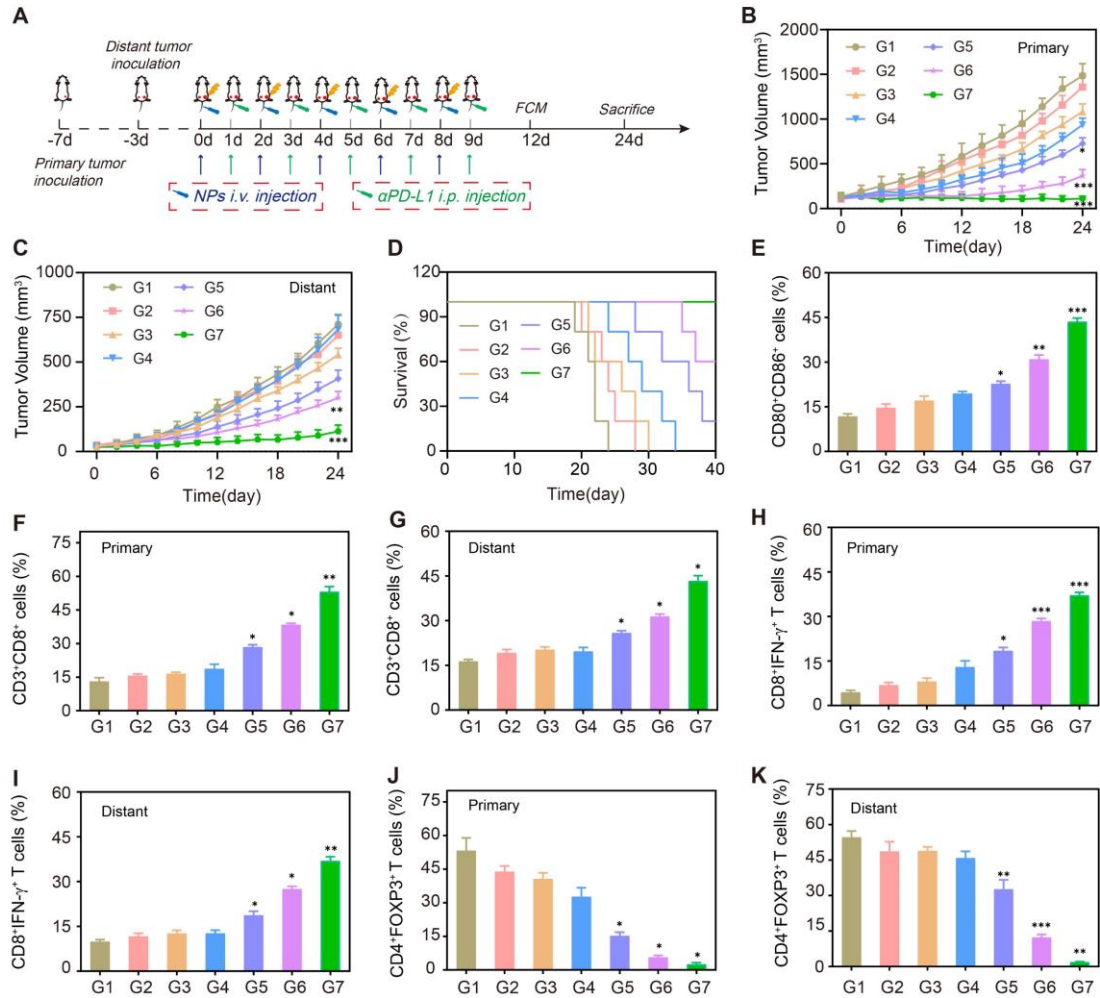 A
Distant tumor
inoculation
FCM
Sacrifice
-7d
-3d
0d 1d 2d 3d 4d 5d 6d 7d 8d 9d
12d
24d
Primary tumor
inoculation
NPs i.v. injection
αPD-L1 i.p. injection
B
Tumor Volume (mm³)
2000
1500
1000
500
0
G1
G2
G3
G4
G5
G6
G7
Primary
*
***
***
0 6 12 18 24
Time(day)
C
Tumor Volume (mm³)
1000
750
500
250
0
G1
G2
G3
G4
G5
G6
G7
Distant
**
***
0 6 12 18 24
Time(day)
D
Survival (%)
120
90
60
30
0
G1
G2
G3
G4
G5
G6
G7
0 10 20 30 40
Time(day)
E
CD80⁺CD86⁺ cells (%)
60
45
30
15
0
*
**
***
G1 G2 G3 G4 G5 G6 G7
F
Primary
CD3⁺CD8⁺ cells (%)
75
60
45
30
15
0
*
*
**
G1 G2 G3 G4 G5 G6 G7
G
Distant
CD3⁺CD8⁺ cells (%)
60
45
30
15
0
*
*
*
G1 G2 G3 G4 G5 G6 G7
H
Primary
CD8⁺IFN-γ⁺ T cells (%)
60
45
30
15
0
*
***
***
G1 G2 G3 G4 G5 G6 G7
I
Distant
CD8⁺IFN-γ⁺ T cells (%)
60
45
30
15
0
*
*
**
G1 G2 G3 G4 G5 G6 G7
J
Primary
CD4⁺FOXP3⁺ T cells (%)
75
60
45
30
15
0
*
*
*
G1 G2 G3 G4 G5 G6 G7
K
Distant
CD4⁺FOXP3⁺ T cells (%)
75
60
45
30
15
0
**
***
**
G1 G2 G3 G4 G5 G6 G7